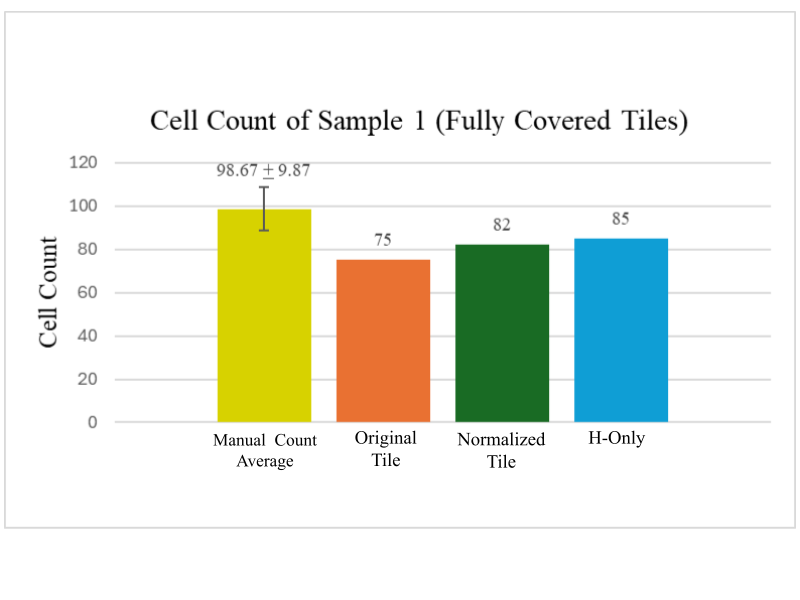 Cell Count of Sample 1 (Fully Covered Tiles)
120
98.67 ± 9.87
100
80
60
40
20
0
Cell Count
75
82
85
Manual Count
Average
Original
Tile
Normalized
Tile
H-Only